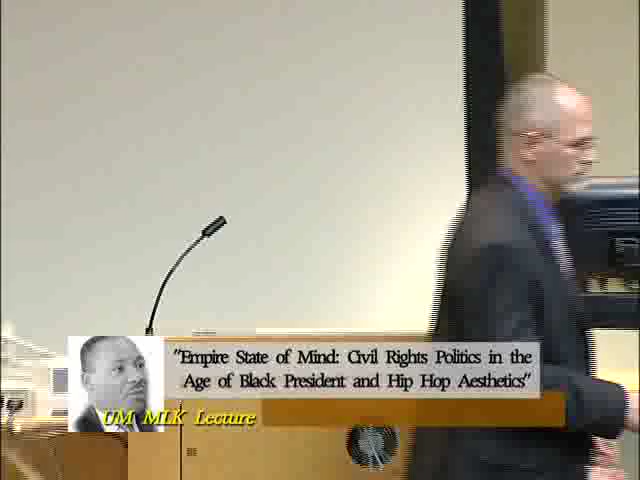 "Empire State of Mind: Civil Rights Politics in the
Age of Black President and Hip Hop Aesthetics"
UM MLK Lecture